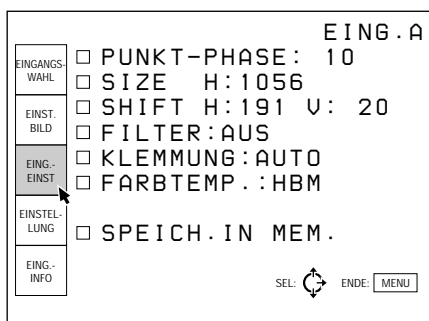 EING.A
EINGANGS-
WAHL
EINST.
BILD
EING.-
EINST
EINSTEL-
LUNG
EING.-
INFO
PUNKT-PHASE: 10
SIZE H:1056
SHIFT H:191 V: 20
FILTER:AUS
KLEMMUNG:AUTO
FARBTEMP.:HBM
SPEICH.IN MEM.
SEL: ENDE: MENU